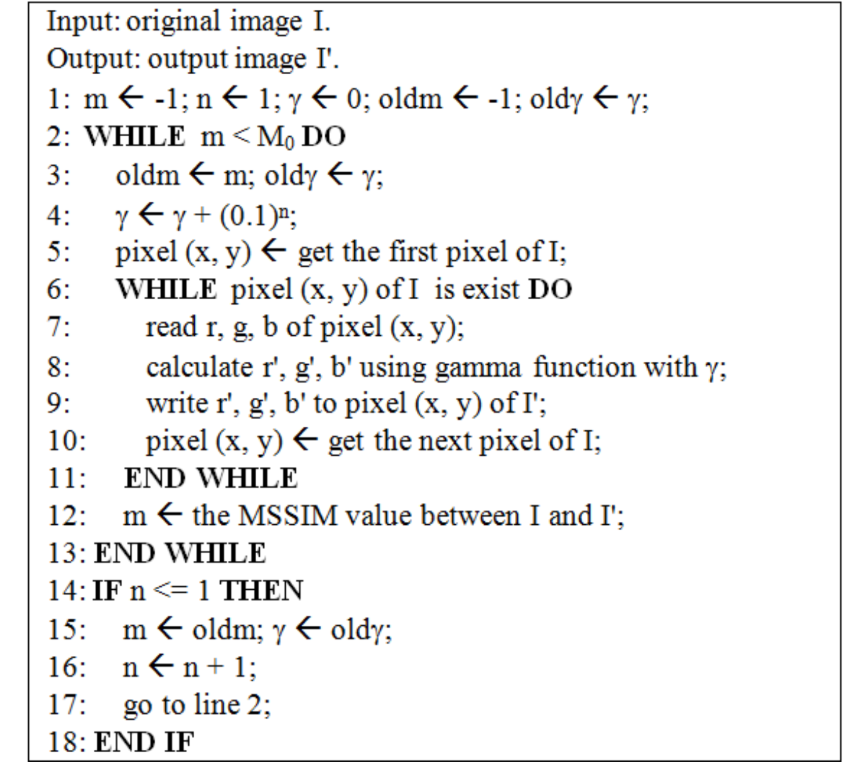 Input: original image I.
Output: output image I'.
1: m ← -1; n ← 1; γ ← 0; oldm ← -1; oldγ ← γ;
2: WHILE m < M₀ DO
3: oldm ← m; oldγ ← γ;
4: γ ← γ + (0.1)ⁿ;
5: pixel (x, y) ← get the first pixel of I;
6: WHILE pixel (x, y) of I is exist DO
7: read r, g, b of pixel (x, y);
8: calculate r', g', b' using gamma function with γ;
9: write r', g', b' to pixel (x, y) of I';
10: pixel (x, y) ← get the next pixel of I;
11: END WHILE
12: m ← the MSSIM value between I and I';
13: END WHILE
14: IF n <= 1 THEN
15: m ← oldm; γ ← oldγ;
16: n ← n + 1;
17: go to line 2;
18: END IF